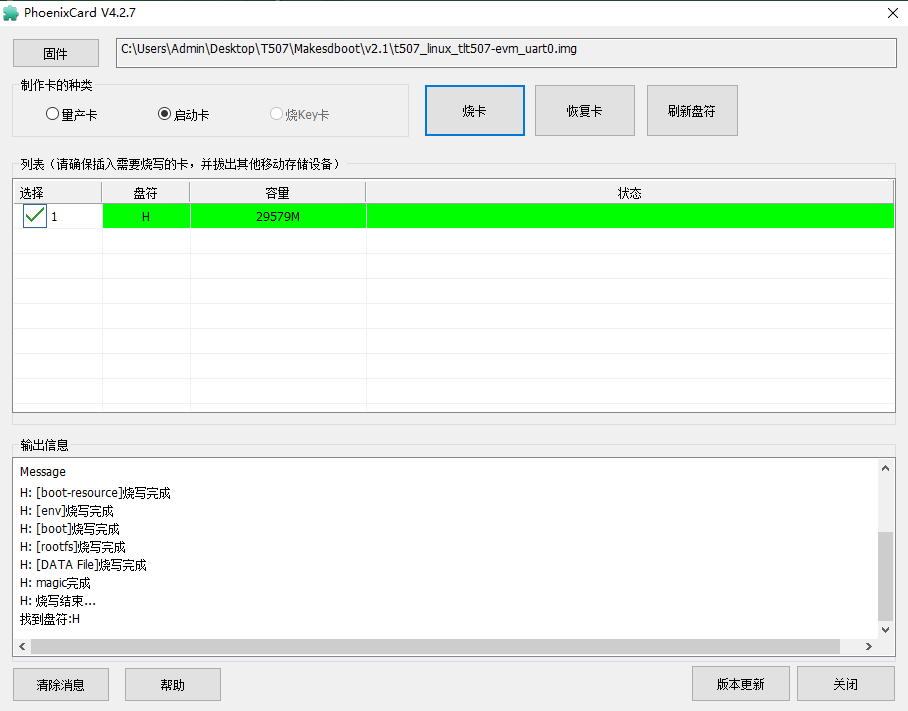 PhoenixCard V4.2.7
固件
C:\Users\Admin\Desktop\T507\Makesdboot\v2.1\t507_linux_tlt507-evm_uart0.img
制作卡的种类
量产卡
启动卡
烧Key卡
烧卡
恢复卡
刷新盘符
列表（请确保插入需要烧写的卡，并拔出其他移动存储设备）
选择 盘符 容量 状态
1 H 29579M
输出信息
Message
H: [boot-resource]烧写完成
H: [env]烧写完成
H: [boot]烧写完成
H: [rootfs]烧写完成
H: [DATA File]烧写完成
H: magic完成
H: 烧写结束...
找到盘符:H
清除消息
帮助
版本更新
关闭